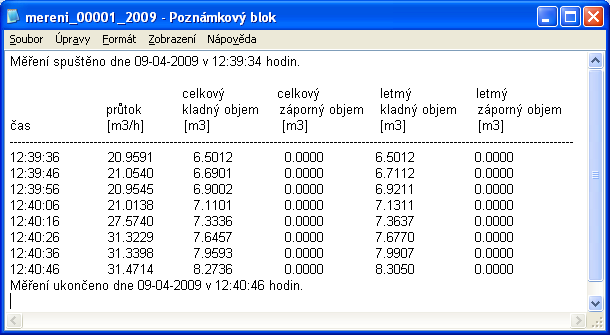 mereni_00001_2009 - Poznámkový blok
Soubor Úpravy Formát Zobrazení Nápověda
Měření spuštěno dne 09-04-2009 v 12:39:34 hodin.
celkový celkový letmý letmý
průtok kladný objem záporný objem kladný objem záporný objem
čas [m3/h] [m3] [m3] [m3] [m3]
12:39:36 20.9591 6.5012 0.0000 6.5012 0.0000
12:39:46 21.0540 6.6901 0.0000 6.7112 0.0000
12:39:56 20.9545 6.9002 0.0000 6.9211 0.0000
12:40:06 21.0138 7.1101 0.0000 7.1311 0.0000
12:40:16 27.5740 7.3336 0.0000 7.3637 0.0000
12:40:26 31.3229 7.6457 0.0000 7.6770 0.0000
12:40:36 31.3398 7.9593 0.0000 7.9907 0.0000
12:40:46 31.4714 8.2736 0.0000 8.3050 0.0000
Měření ukončeno dne 09-04-2009 v 12:40:46 hodin.